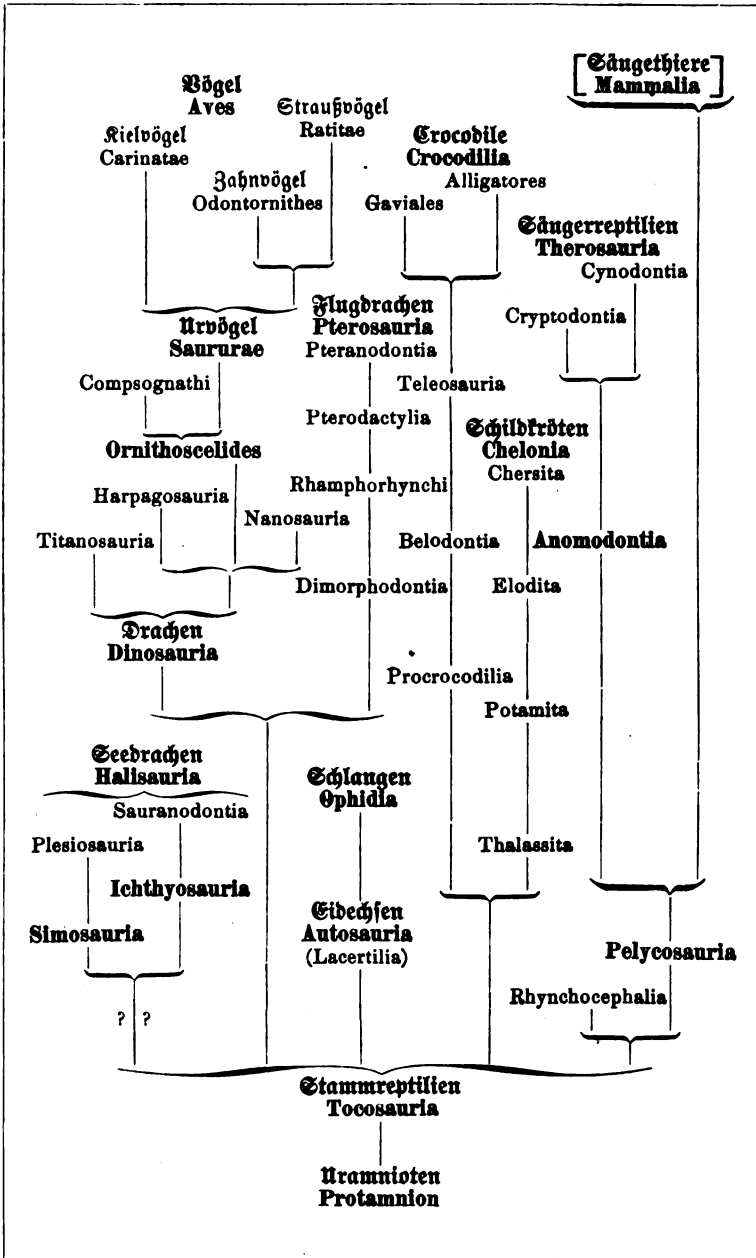 Vögel
Aves
Kielvögel
Carinatae
Straußvögel
Ratitae
Zahnvögel
Odontornithes
Crocodile
Crocodilia
Alligatores
Gaviales
[Säugethiere]
[Mammalia]
Säugerreptilien
Therosauria
Cynodontia
Cryptodontia
Urvögel
Saururae
Flugdrachen
Pterosauria
Pteranodontia
Compsognathi
Teleosauria
Pterodactylia
Schildkröten
Chelonia
Chersita
Ornithoscelides
Harpagosauria
Rhamphorhynchi
Nanosauria
Titanosauria
Belodontia
Anomodontia
Dimorphodontia
Elodita
Drachen
Dinosauria
Procrocodilia
Potamita
Seedrachen
Halisauria
Sauranodontia
Schlangen
Ophidia
Plesiosauria
Thalassita
Ichthyosauria
Simosauria
Eidechsen
Autosauria
(Lacertilia)
Pelycosauria
Rhynchocephalia
? ?
Stammreptilien
Tocosauria
Uramnioten
Protamnion